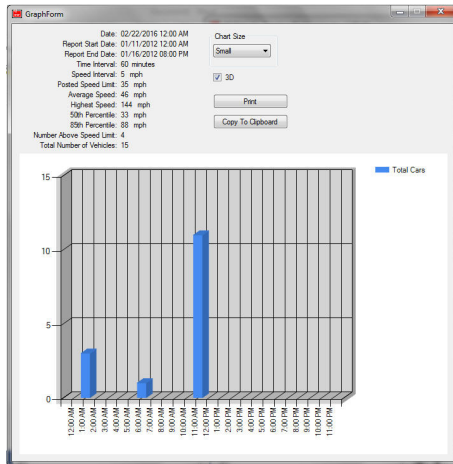 GraphForm
Date: 02/22/2016 12:00 AM
Report Start Date: 01/11/2012 12:00 AM
Report End Date: 01/16/2012 08:00 PM
Time Interval: 60 minutes
Speed Interval: 5 mph
Posted Speed Limit: 35 mph
Average Speed: 46 mph
Highest Speed: 144 mph
50th Percentile: 33 mph
85th Percentile: 88 mph
Number Above Speed Limit: 4
Total Number of Vehicles: 15
Chart Size
Small
3D
Print
Copy To Clipboard
Total Cars
15
10
5
0
12:00 AM
1:00 AM
2:00 AM
3:00 AM
4:00 AM
5:00 AM
6:00 AM
7:00 AM
8:00 AM
9:00 AM
10:00 AM
11:00 AM
12:00 PM
1:00 PM
2:00 PM
3:00 PM
4:00 PM
5:00 PM
6:00 PM
7:00 PM
8:00 PM
9:00 PM
10:00 PM
11:00 PM